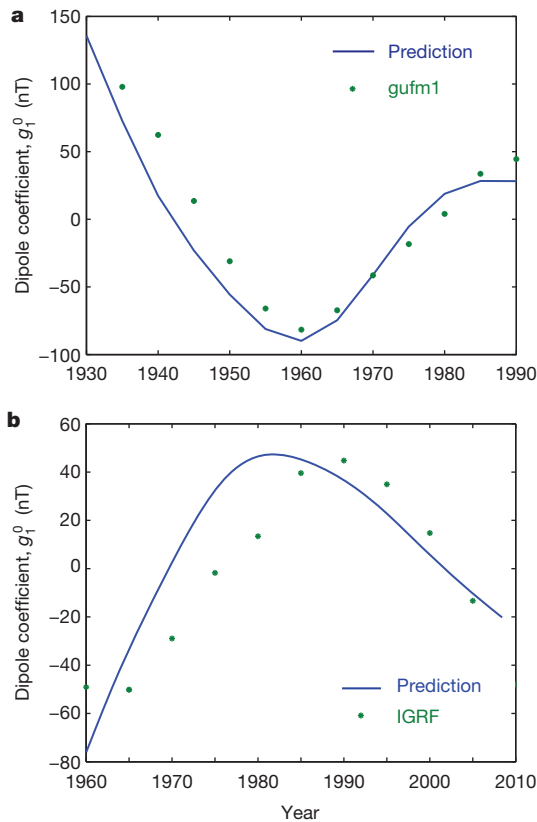 a
150
100
50
0
−50
−100
Dipole coefficient, g₁⁰ (nT)
Prediction
gufm1
1930 1940 1950 1960 1970 1980 1990
b
60
40
20
0
−20
−40
−60
−80
Dipole coefficient, g₁⁰ (nT)
Prediction
IGRF
1960 1970 1980 1990 2000 2010
Year